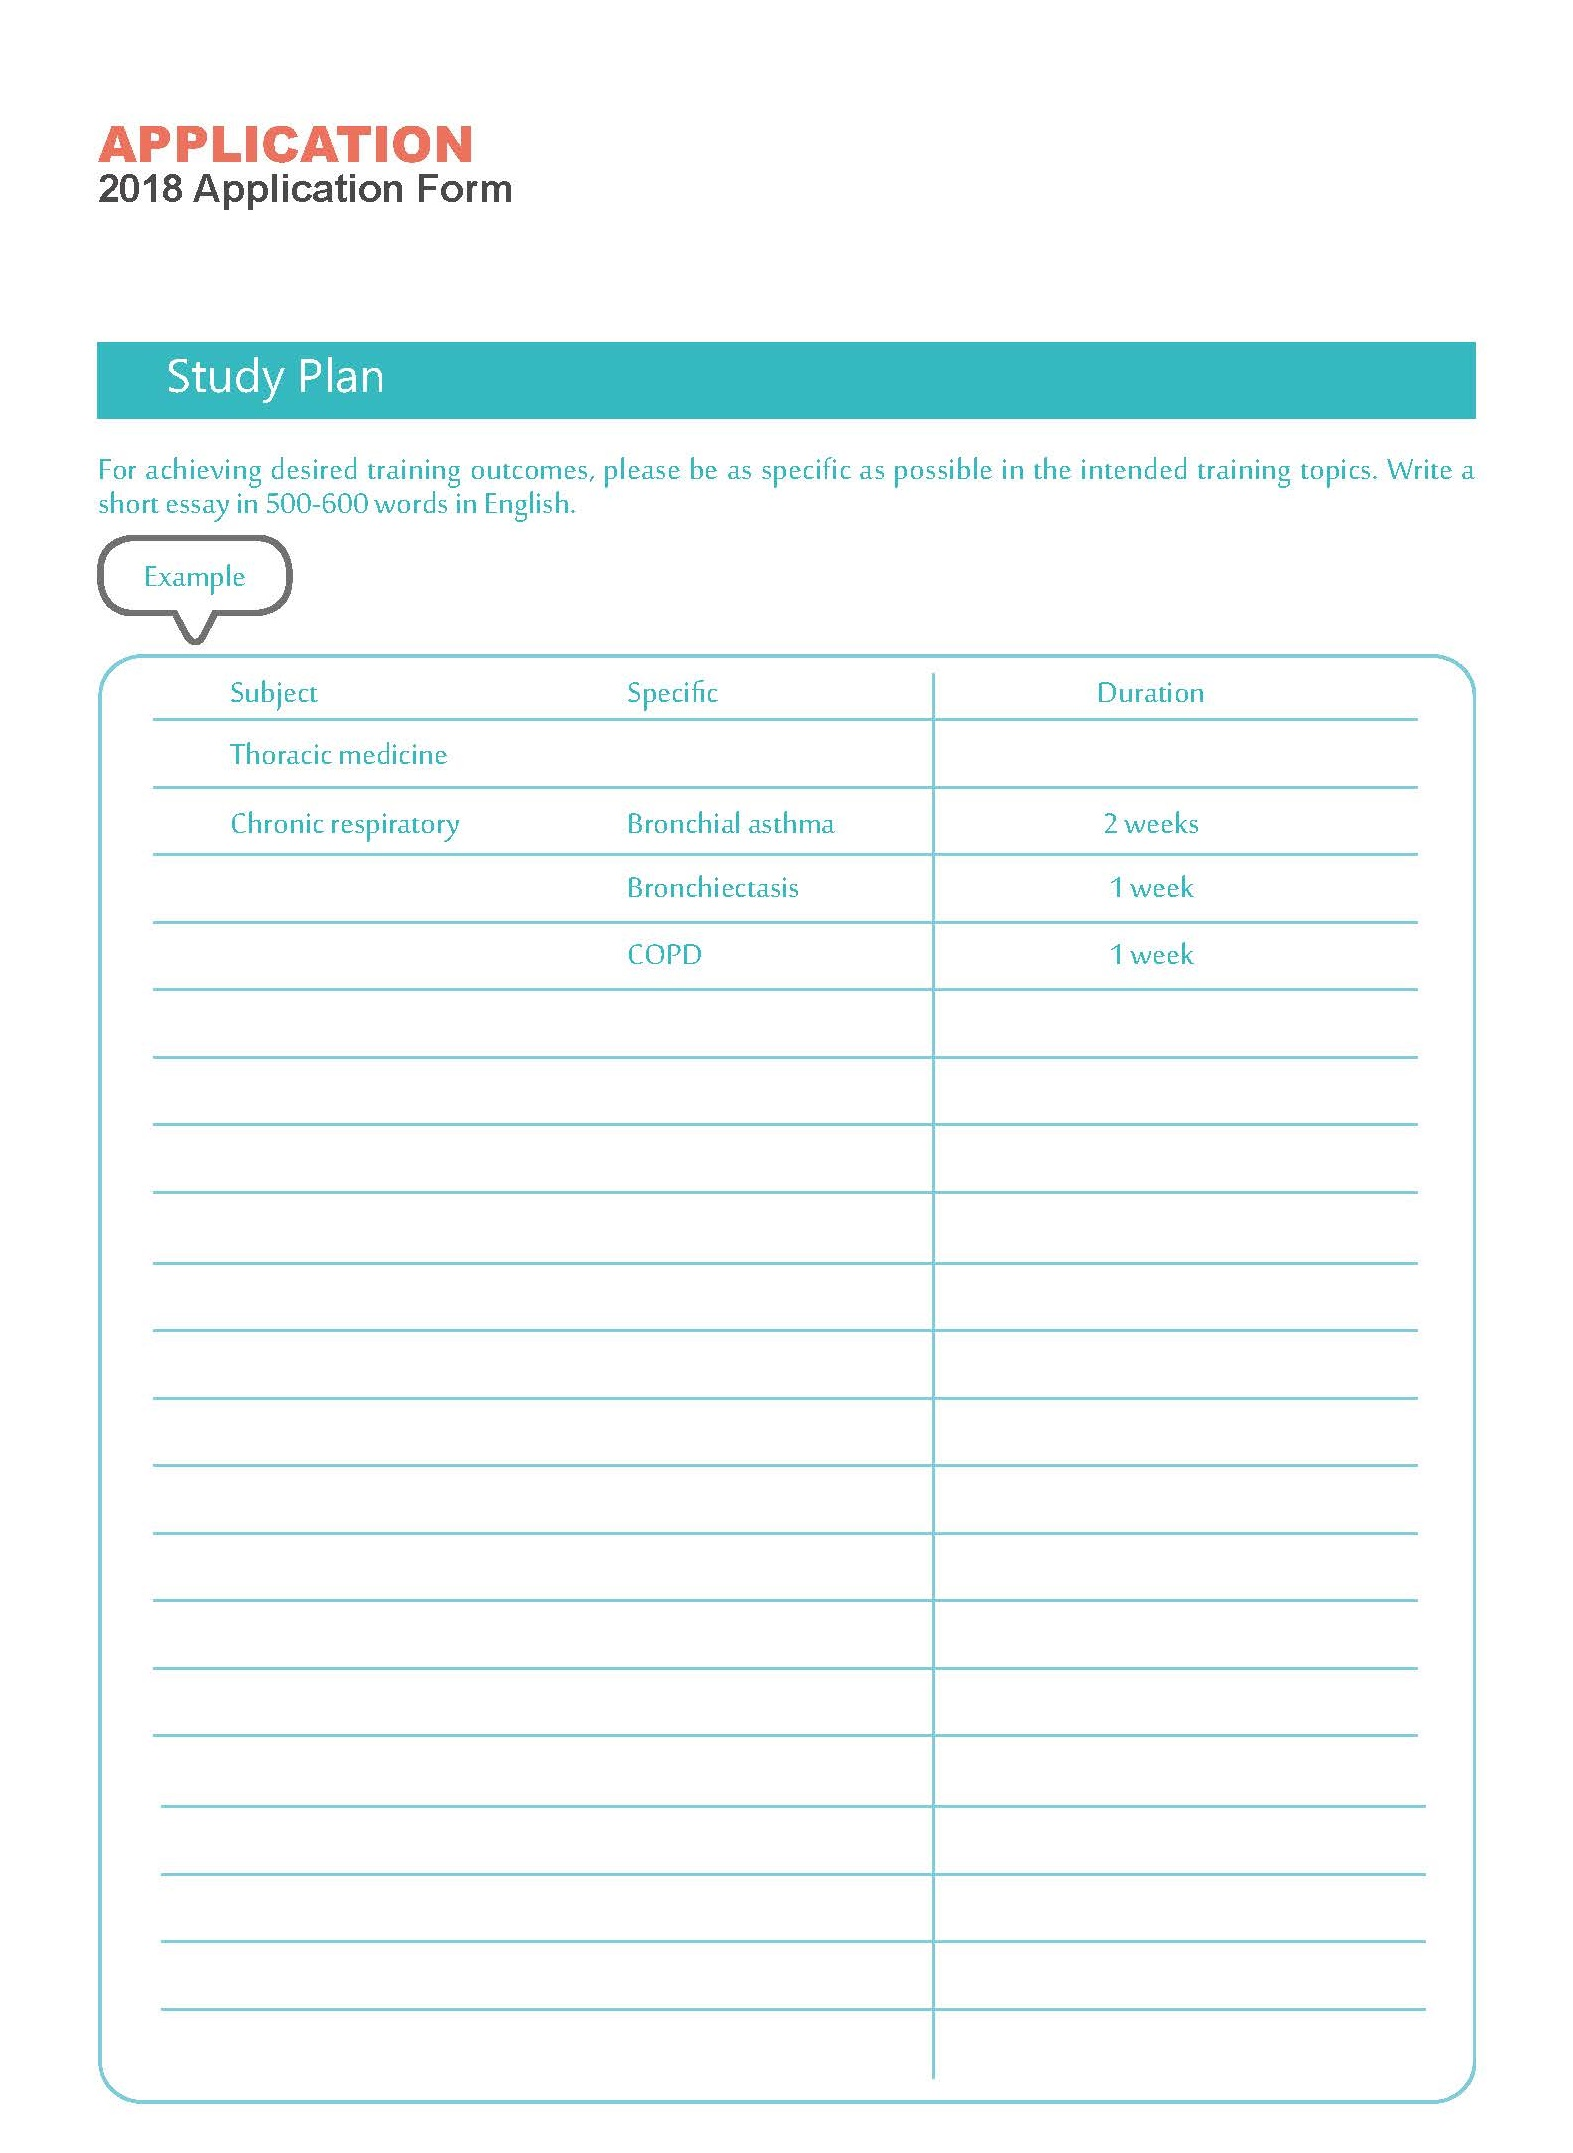 APPLICATION
2018 Application Form
Study Plan
For achieving desired training outcomes, please be as specific as possible in the intended training topics. Write a
short essay in 500-600 words in English.
Example
Subject Specific Duration
Thoracic medicine
Chronic respiratory Bronchial asthma 2 weeks
Bronchiectasis 1 week
COPD 1 week